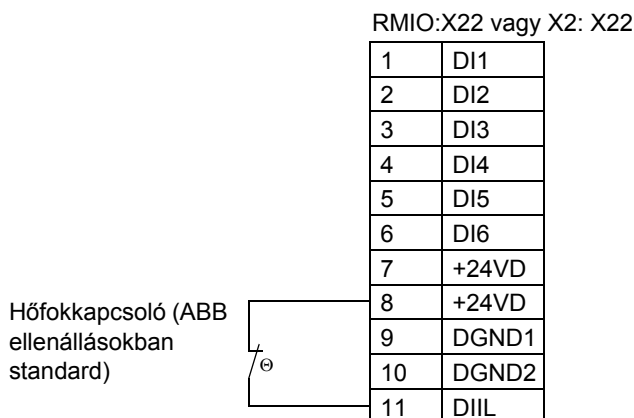 RMIO:X22 vagy X2: X22
1 DI1
2 DI2
3 DI3
4 DI4
5 DI5
6 DI6
7 +24VD
8 +24VD
9 DGND1
10 DGND2
11 DIIL
Hőfokkapcsoló (ABB
ellenállásokban
standard)
Θ